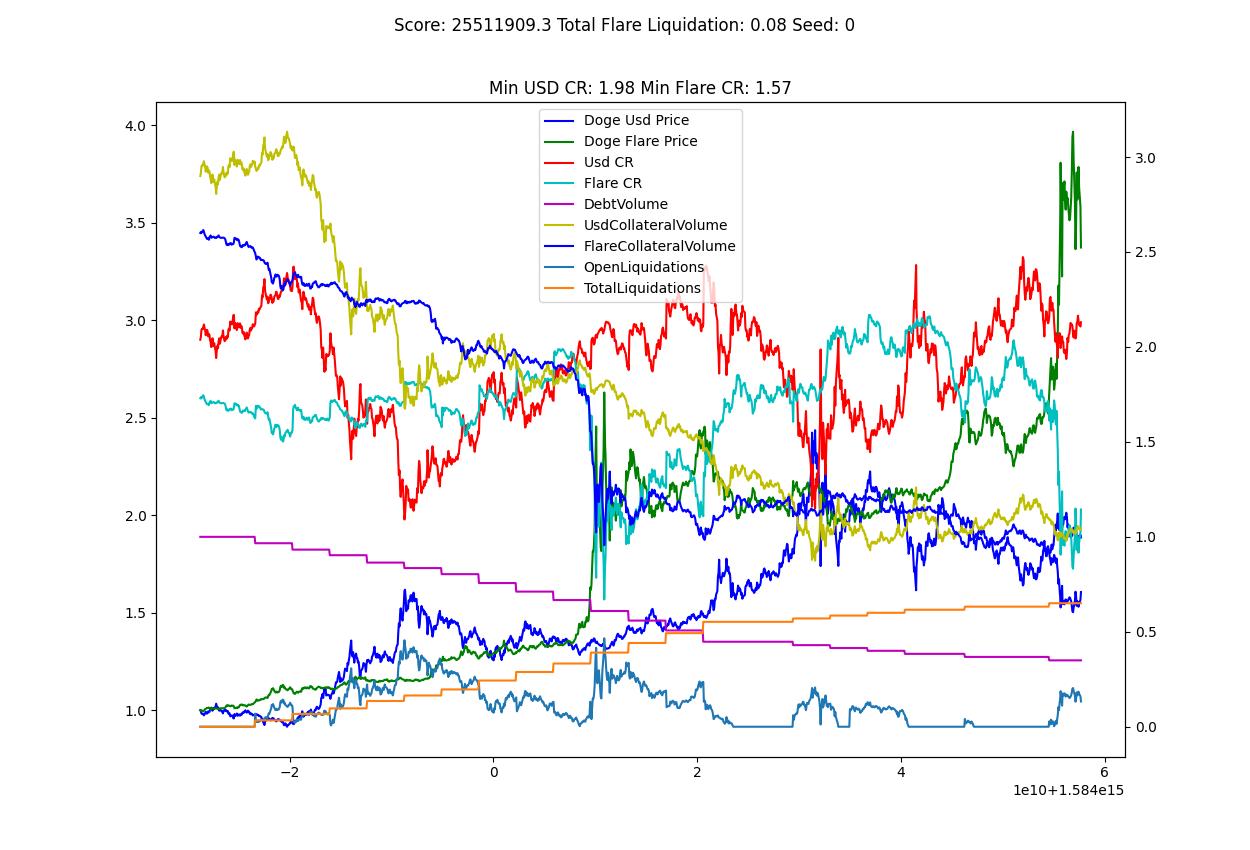 Score: 25511909.3 Total Flare Liquidation: 0.08 Seed: 0
Min USD CR: 1.98 Min Flare CR: 1.57
Doge Usd Price
Doge Flare Price
Usd CR
Flare CR
DebtVolume
UsdCollateralVolume
FlareCollateralVolume
OpenLiquidations
TotalLiquidations
4.0
3.5
3.0
2.5
2.0
1.5
1.0
3.0
2.5
2.0
1.5
1.0
0.5
0.0
−2 0 2 4 6
1e10+1.584e15